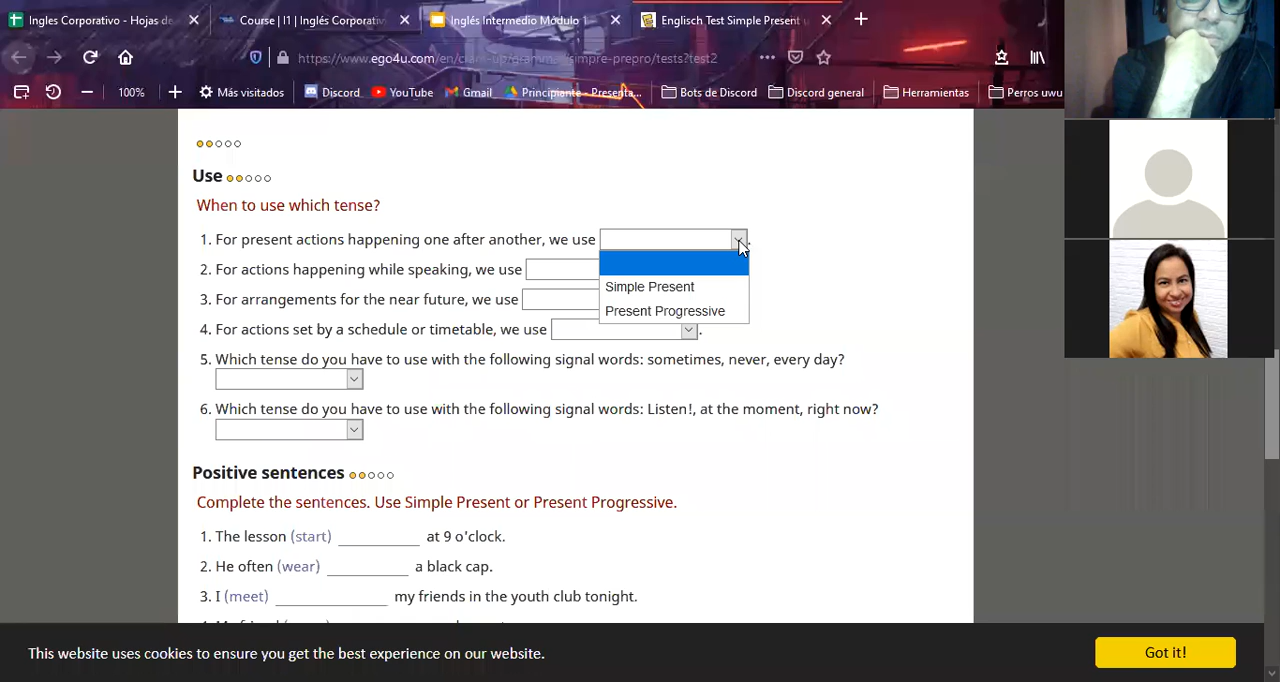 Ingles Corporativo - Hojas de
Course | I1 | Inglés Corporativ
Inglés Intermedio Módulo 1
Englisch Test Simple Present
https://www.ego4u.com/en/cram-up/grammar/simpre-prepro/tests?test2
100%
Más visitados
Discord
YouTube
Gmail
Principiante - Presenta...
Bots de Discord
Discord general
Herramientas
Perros uwu
Use
When to use which tense?
1. For present actions happening one after another, we use
2. For actions happening while speaking, we use
Simple Present
3. For arrangements for the near future, we use
Present Progressive
4. For actions set by a schedule or timetable, we use .
5. Which tense do you have to use with the following signal words: sometimes, never, every day?
6. Which tense do you have to use with the following signal words: Listen!, at the moment, right now?
Positive sentences
Complete the sentences. Use Simple Present or Present Progressive.
1. The lesson (start) __________ at 9 o'clock.
2. He often (wear) __________ a black cap.
3. I (meet) ______________ my friends in the youth club tonight.
This website uses cookies to ensure you get the best experience on our website.
Got it!